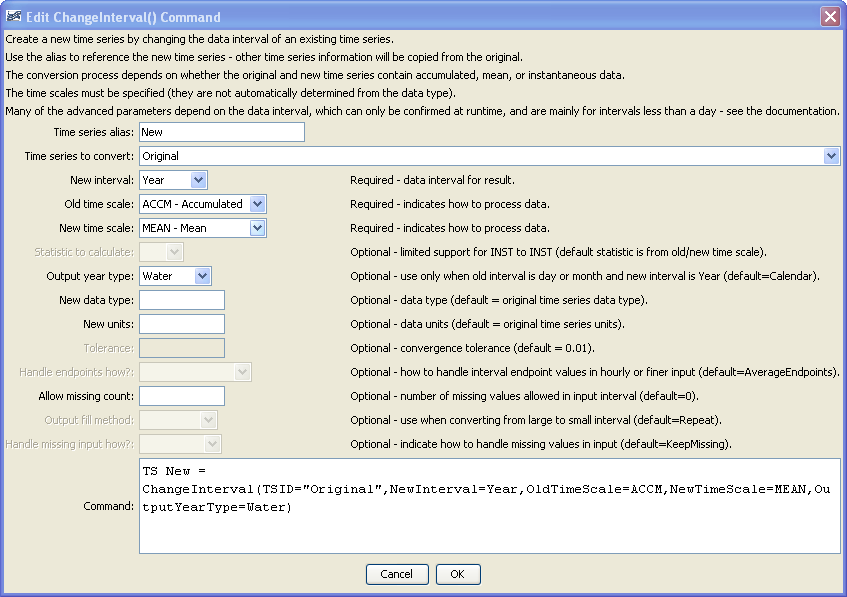 Edit ChangeInterval() Command
Create a new time series by changing the data interval of an existing time series.
Use the alias to reference the new time series - other time series information will be copied from the original.
The conversion process depends on whether the original and new time series contain accumulated, mean, or instantaneous data.
The time scales must be specified (they are not automatically determined from the data type).
Many of the advanced parameters depend on the data interval, which can only be confirmed at runtime, and are mainly for intervals less than a day - see the documentation.
Time series alias: New
Time series to convert: Original
New interval: Year Required - data interval for result.
Old time scale: ACCM - Accumulated Required - indicates how to process data.
New time scale: MEAN - Mean Required - indicates how to process data.
Statistic to calculate: Optional - limited support for INST to INST (default statistic is from old/new time scale).
Output year type: Water Optional - use only when old interval is day or month and new interval is Year (default=Calendar).
New data type: Optional - data type (default = original time series data type).
New units: Optional - data units (default = original time series units).
Tolerance: Optional - convergence tolerance (default = 0.01).
Handle endpoints how?: Optional - how to handle interval endpoint values in hourly or finer input (default=AverageEndpoints).
Allow missing count: Optional - number of missing values allowed in input interval (default=0).
Output fill method: Optional - use when converting from large to small interval (default=Repeat).
Handle missing input how?: Optional - indicate how to handle missing values in input (default=KeepMissing).
TS New =
ChangeInterval(TSID="Original",NewInterval=Year,OldTimeScale=ACCM,NewTimeScale=MEAN,Ou
Command: tputYearType=Water)
Cancel OK